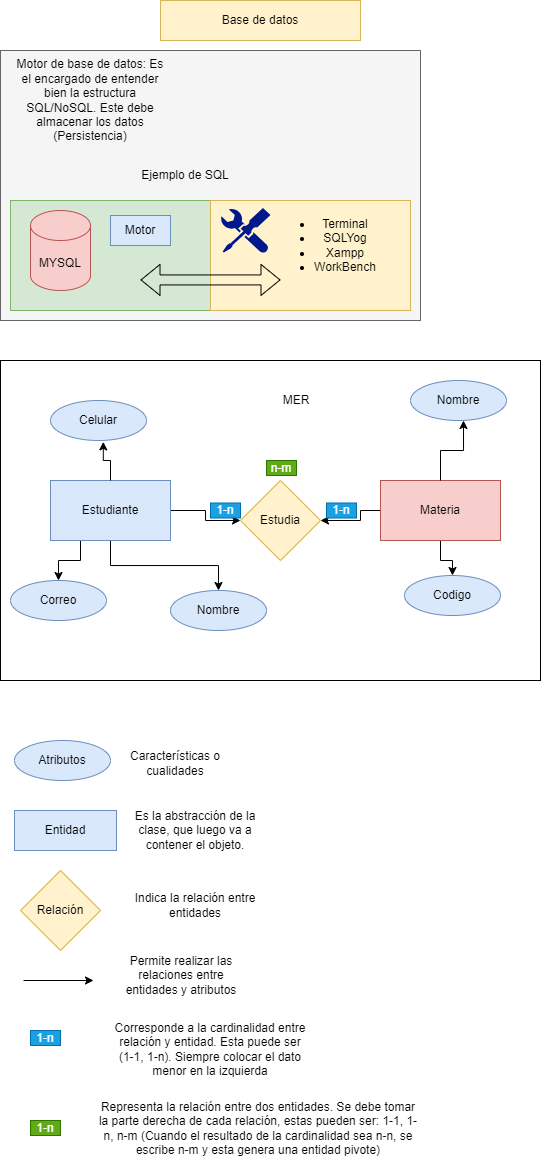 Base de datos
Motor de base de datos: Es
el encargado de entender
bien la estructura
SQL/NoSQL. Este debe
almacenar los datos
(Persistencia)
Ejemplo de SQL
MYSQL
Motor
Terminal
SQLYog
Xampp
WorkBench
MER
Celular
Nombre
n-m
Estudiante
1-n
Estudia
1-n
Materia
Correo
Nombre
Codigo
Atributos
Características o
cualidades
Entidad
Es la abstracción de la
clase, que luego va a
contener el objeto.
Relación
Indica la relación entre
entidades
Permite realizar las
relaciones entre
entidades y atributos
1-n
Corresponde a la cardinalidad entre
relación y entidad. Esta puede ser
(1-1, 1-n). Siempre colocar el dato
menor en la izquierda
1-n
Representa la relación entre dos entidades. Se debe tomar
la parte derecha de cada relación, estas pueden ser: 1-1, 1-
n, n-m (Cuando el resultado de la cardinalidad sea n-n, se
escribe n-m y esta genera una entidad pivote)